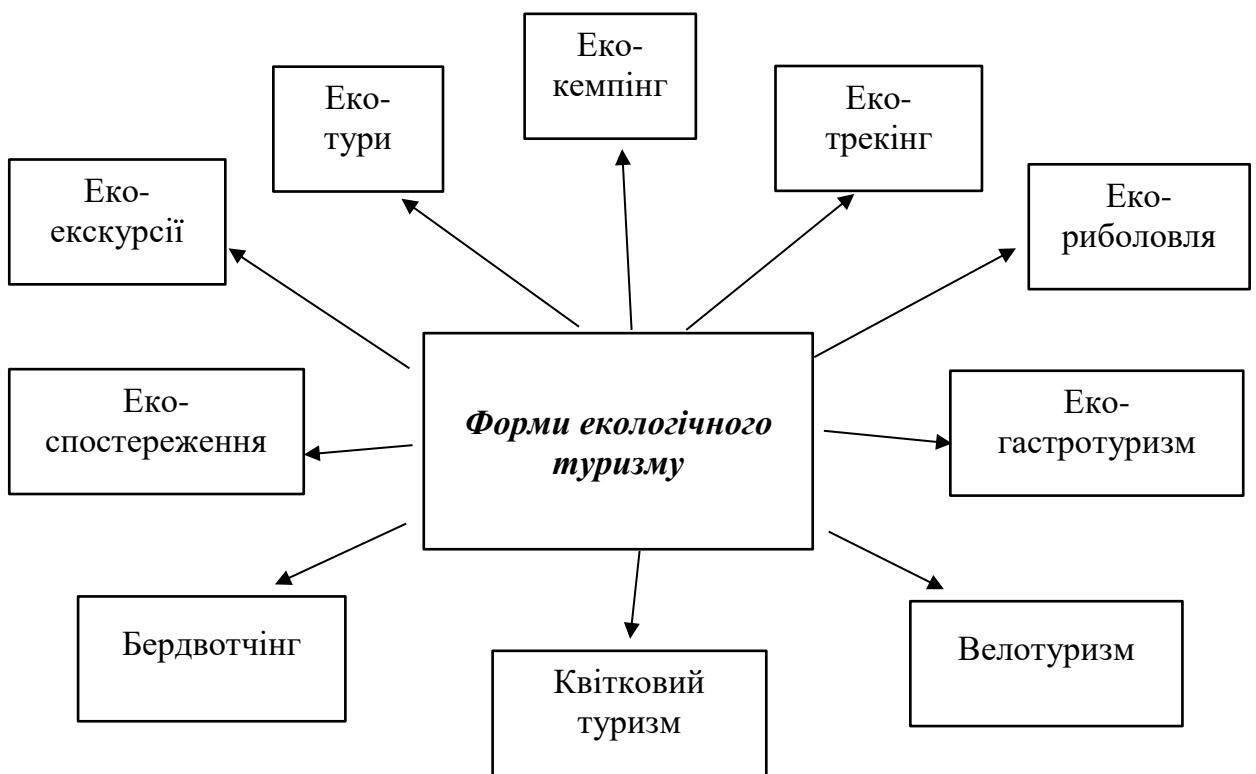 Еко-
кемпінг
Еко-
тури
Еко-
трекінг
Еко-
екскурсії
Еко-
риболовля
Еко-
спостереження
Форми екологічного
туризму
Еко-
гастротуризм
Бердвотчінг
Велотуризм
Квітковий
туризм